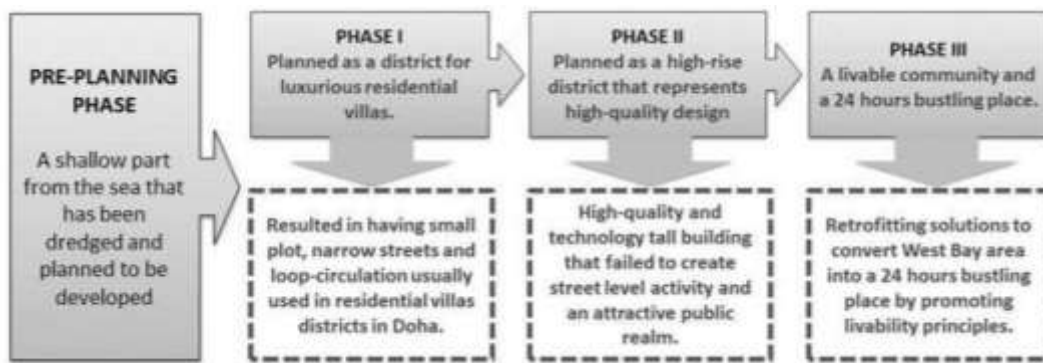 PRE-PLANNING
PHASE
A shallow part
from the sea that
has been
dredged and
planned to be
developed
PHASE I
Planned as a district for
luxurious residential
villas.
Resulted in having small
plot, narrow streets and
loop-circulation usually
used in residential villas
districts in Doha.
PHASE II
Planned as a high-rise
district that represents
high-quality design
High-quality and
technology tall building
that failed to create
street level activity and
an attractive public
realm.
PHASE III
A livable community and
a 24 hours bustling place.
Retrofitting solutions to
convert West Bay area
into a 24 hours bustling
place by promoting
livability principles.